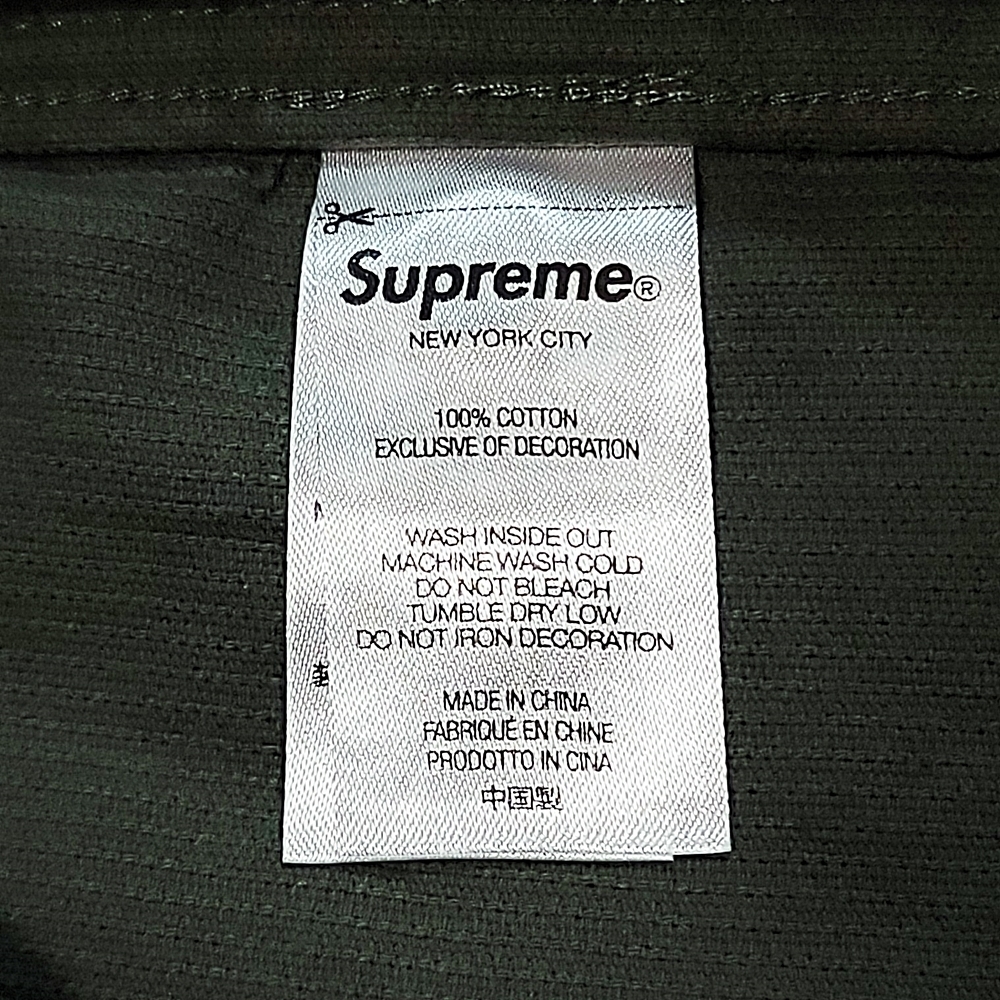 Supreme®
NEW YORK CITY
100% COTTON
EXCLUSIVE OF DECORATION
WASH INSIDE OUT
MACHINE WASH COLD
DO NOT BLEACH
TUMBLE DRY LOW
DO NOT IRON DECORATION
MADE IN CHINA
FABRIQUÉ EN CHINE
PRODOTTO IN CINA
中国製